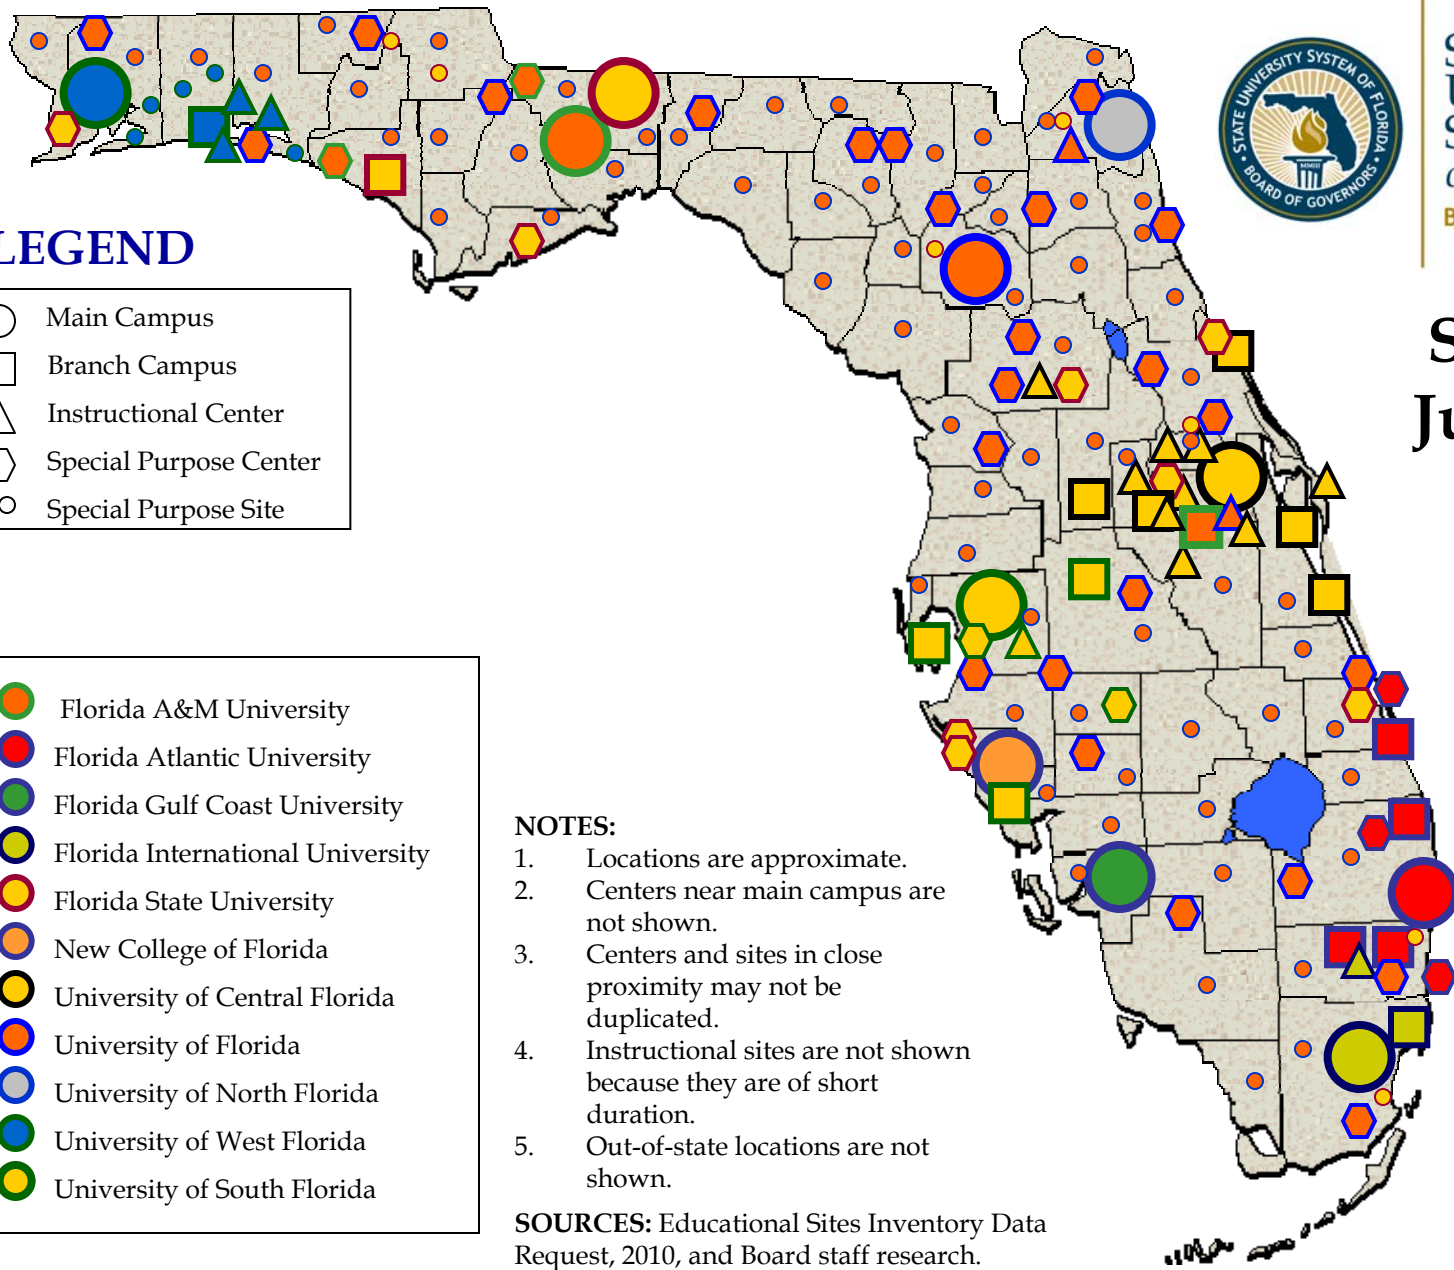 STATE UNIVERSITY SYSTEM OF FLORIDA
MMIII
BOARD OF GOVERNORS
S
U
S
B
S
Ju
LEGEND
Main Campus
Branch Campus
Instructional Center
Special Purpose Center
Special Purpose Site
Florida A&M University
Florida Atlantic University
Florida Gulf Coast University
Florida International University
Florida State University
New College of Florida
University of Central Florida
University of Florida
University of North Florida
University of West Florida
University of South Florida
NOTES:
1. Locations are approximate.
2. Centers near main campus are
not shown.
3. Centers and sites in close
proximity may not be
duplicated.
4. Instructional sites are not shown
because they are of short
duration.
5. Out-of-state locations are not
shown.
SOURCES: Educational Sites Inventory Data
Request, 2010, and Board staff research.